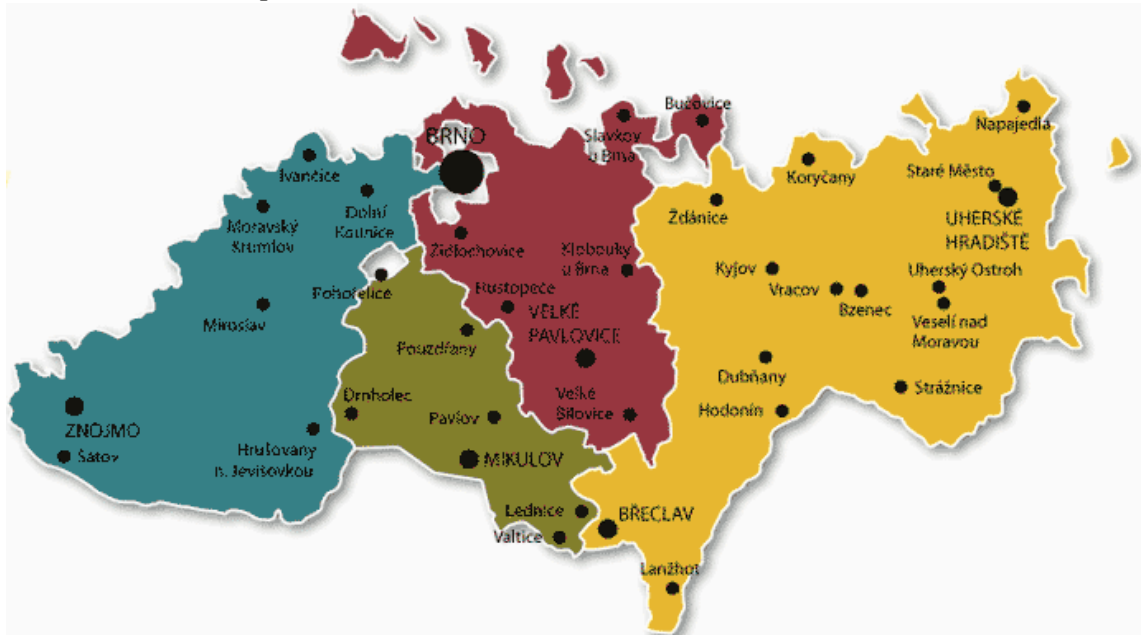 BRNO
Slavkov
u Brna
Bučovice
Napajedla
Ivančice
Koryčany
Staré Město
Dolní
Kounice
Moravský
Krumlov
Ždánice
UHERSKÉ
HRADIŠTĚ
Židlochovice
Klobouky
u Brna
Kyjov
Uherský Ostroh
Pohořelice
Hustopeče
Vracov
Bzenec
Miroslav
VELKÉ
PAVLOVICE
Veselí nad
Moravou
Pouzdřany
Dubňany
Strážnice
Drnholec
Pavlov
Velké
Bílovice
Hodonín
ZNOJMO
Šatov
Hrušovany
n. Jevišovkou
MIKULOV
Lednice
BŘECLAV
Valtice
Lanžhot